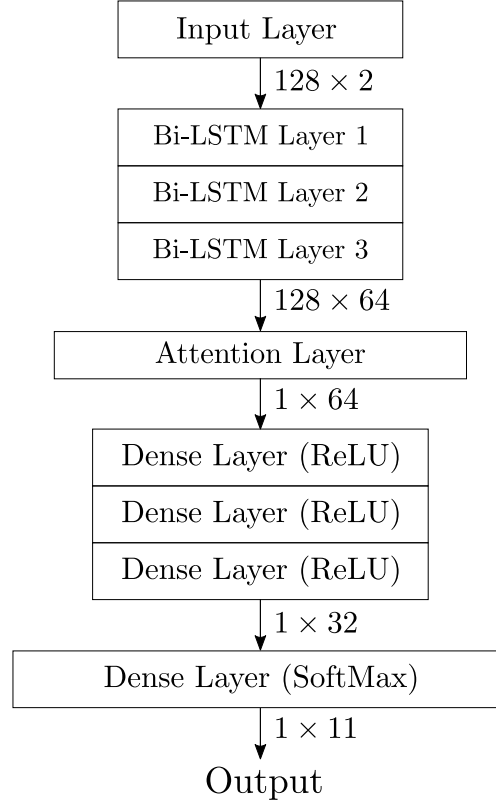 Input Layer
128 × 2
Bi-LSTM Layer 1
Bi-LSTM Layer 2
Bi-LSTM Layer 3
128 × 64
Attention Layer
1 × 64
Dense Layer (ReLU)
Dense Layer (ReLU)
Dense Layer (ReLU)
1 × 32
Dense Layer (SoftMax)
1 × 11
Output